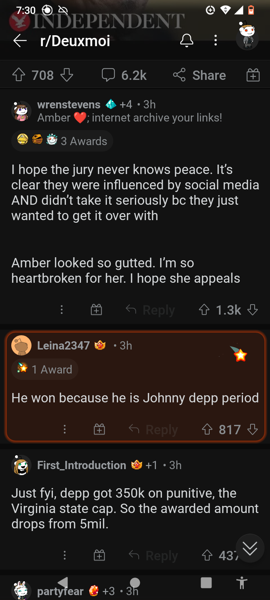 7:30
INDEPENDENT
r/Deuxmoi
708
6.2k
Share
wrenstevens +4 • 3h
Amber ❤️; internet archive your links!
3 Awards
I hope the jury never knows peace. It's
clear they were influenced by social media
AND didn't take it seriously bc they just
wanted to get it over with
Amber looked so gutted. I'm so
heartbroken for her. I hope she appeals
Reply
1.3k
Leina2347 • 3h
1 Award
He won because he is Johnny depp period
Reply
817
First_Introduction +1 • 3h
Just fyi, depp got 350k on punitive, the
Virginia state cap. So the awarded amount
drops from 5mil.
Reply
437
partyfear +3 • 3h